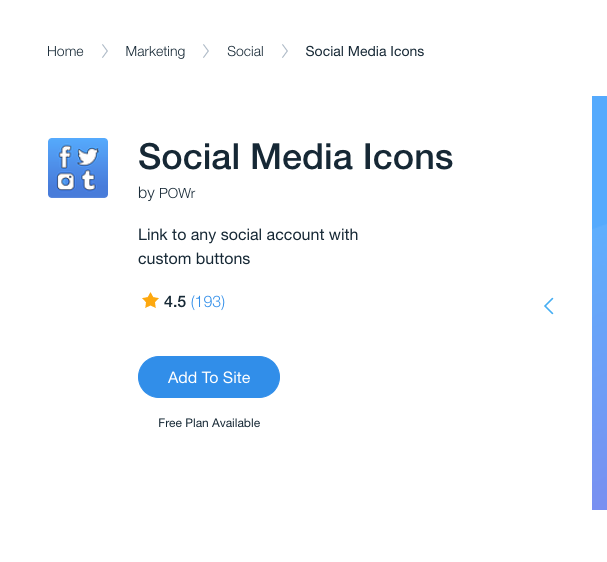 Home Marketing Social Social Media Icons
Social Media Icons
by POWr
Link to any social account with
custom buttons
4.5 (193)
Add To Site
Free Plan Available